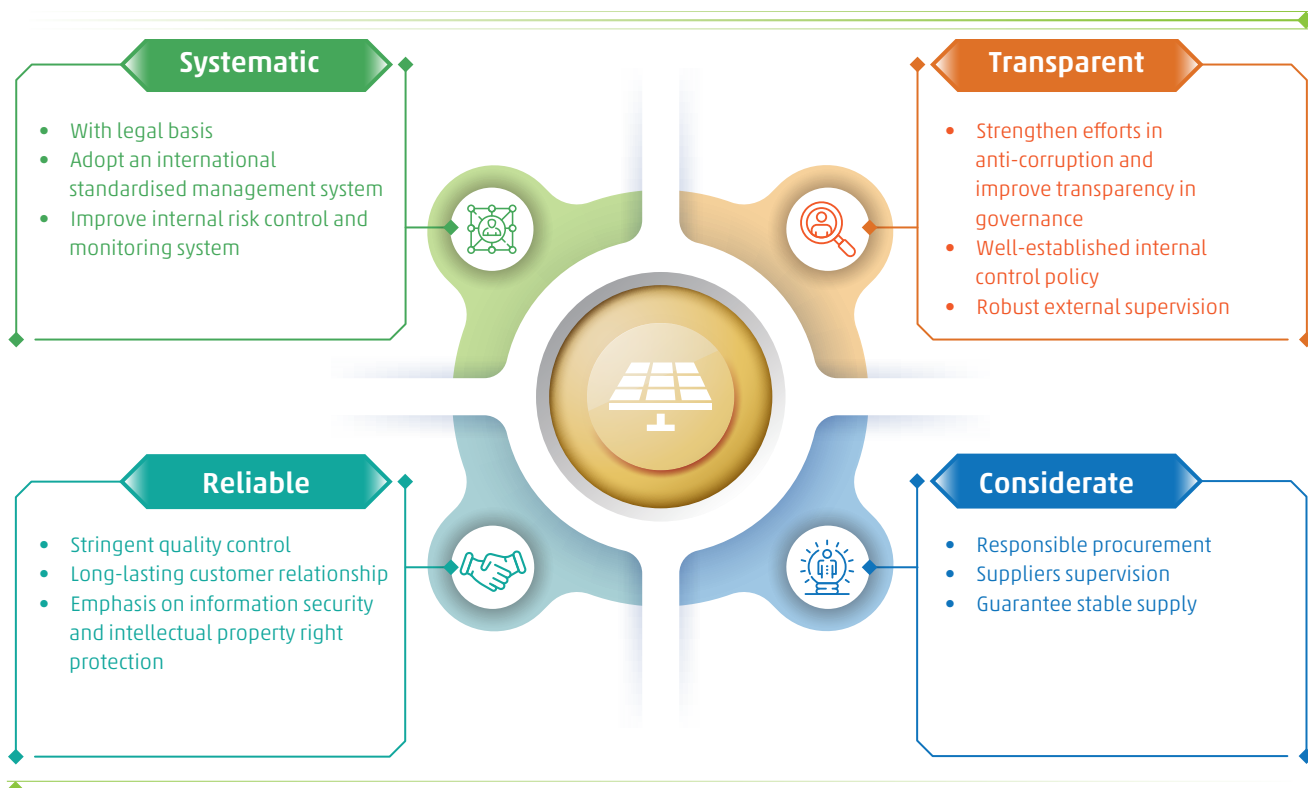 Systematic
• With legal basis
• Adopt an international
standardised management system
• Improve internal risk control and
monitoring system
Transparent
• Strengthen efforts in
anti-corruption and
improve transparency in
governance
• Well-established internal
control policy
• Robust external supervision
Reliable
• Stringent quality control
• Long-lasting customer relationship
• Emphasis on information security
and intellectual property right
protection
Considerate
• Responsible procurement
• Suppliers supervision
• Guarantee stable supply